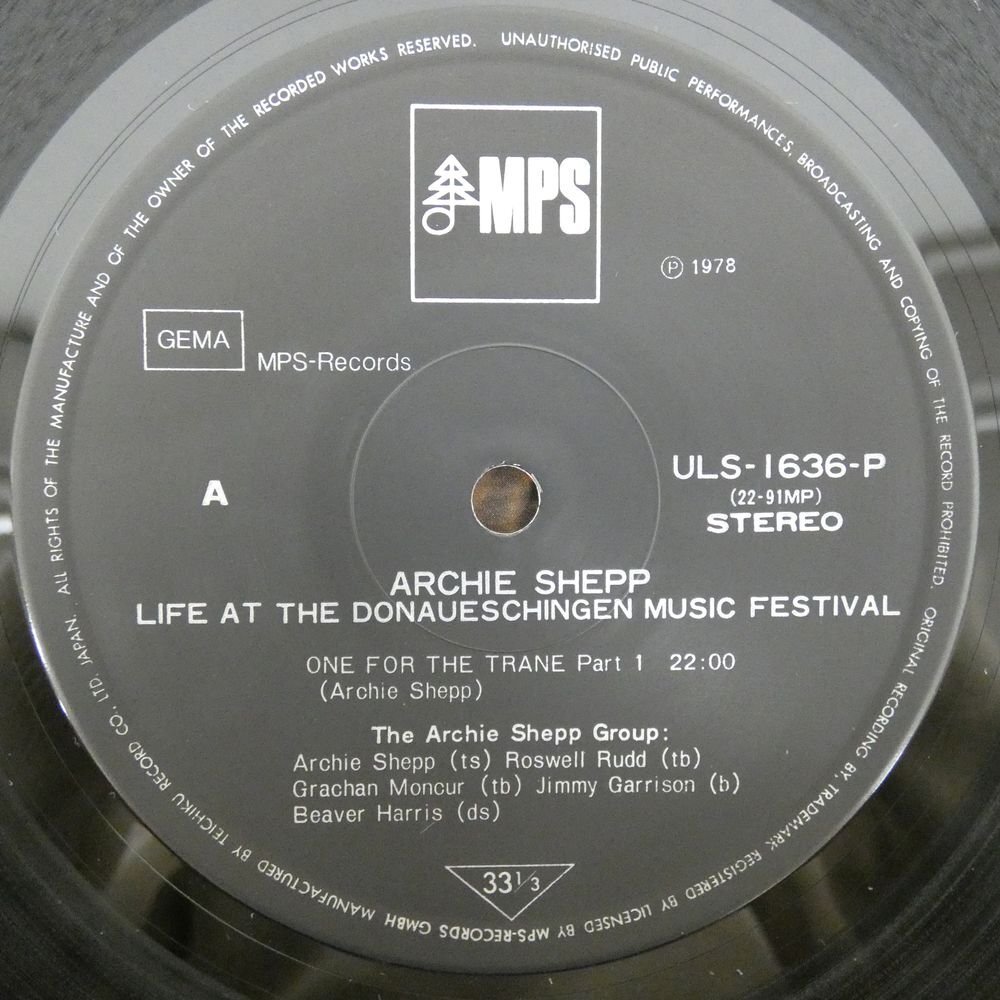 MPS
Ⓟ 1978
GEMA
MPS-Records
A
ULS-1636-P
(22-91MP)
STEREO
ARCHIE SHEPP
LIFE AT THE DONAUESCHINGEN MUSIC FESTIVAL
ONE FOR THE TRANE Part 1 22:00
(Archie Shepp)
The Archie Shepp Group:
Archie Shepp (ts) Roswell Rudd (tb)
Grachan Moncur (tb) Jimmy Garrison (b)
Beaver Harris (ds)
33 1/3
ALL RIGHTS OF THE MANUFACTURE AND OF THE OWNER OF THE RECORDED WORKS RESERVED. UNAUTHORISED PUBLIC PERFORMANCES, BROADCASTING AND COPYING OF THE RECORD PROHIBITED. ORIGINAL RECORDING BY, TRADEMARK REGISTERED BY LICENSED BY MPS-RECORDS GMBH MANUFACTURED BY TEICHIKU RECORD CO., LTD. JAPAN.